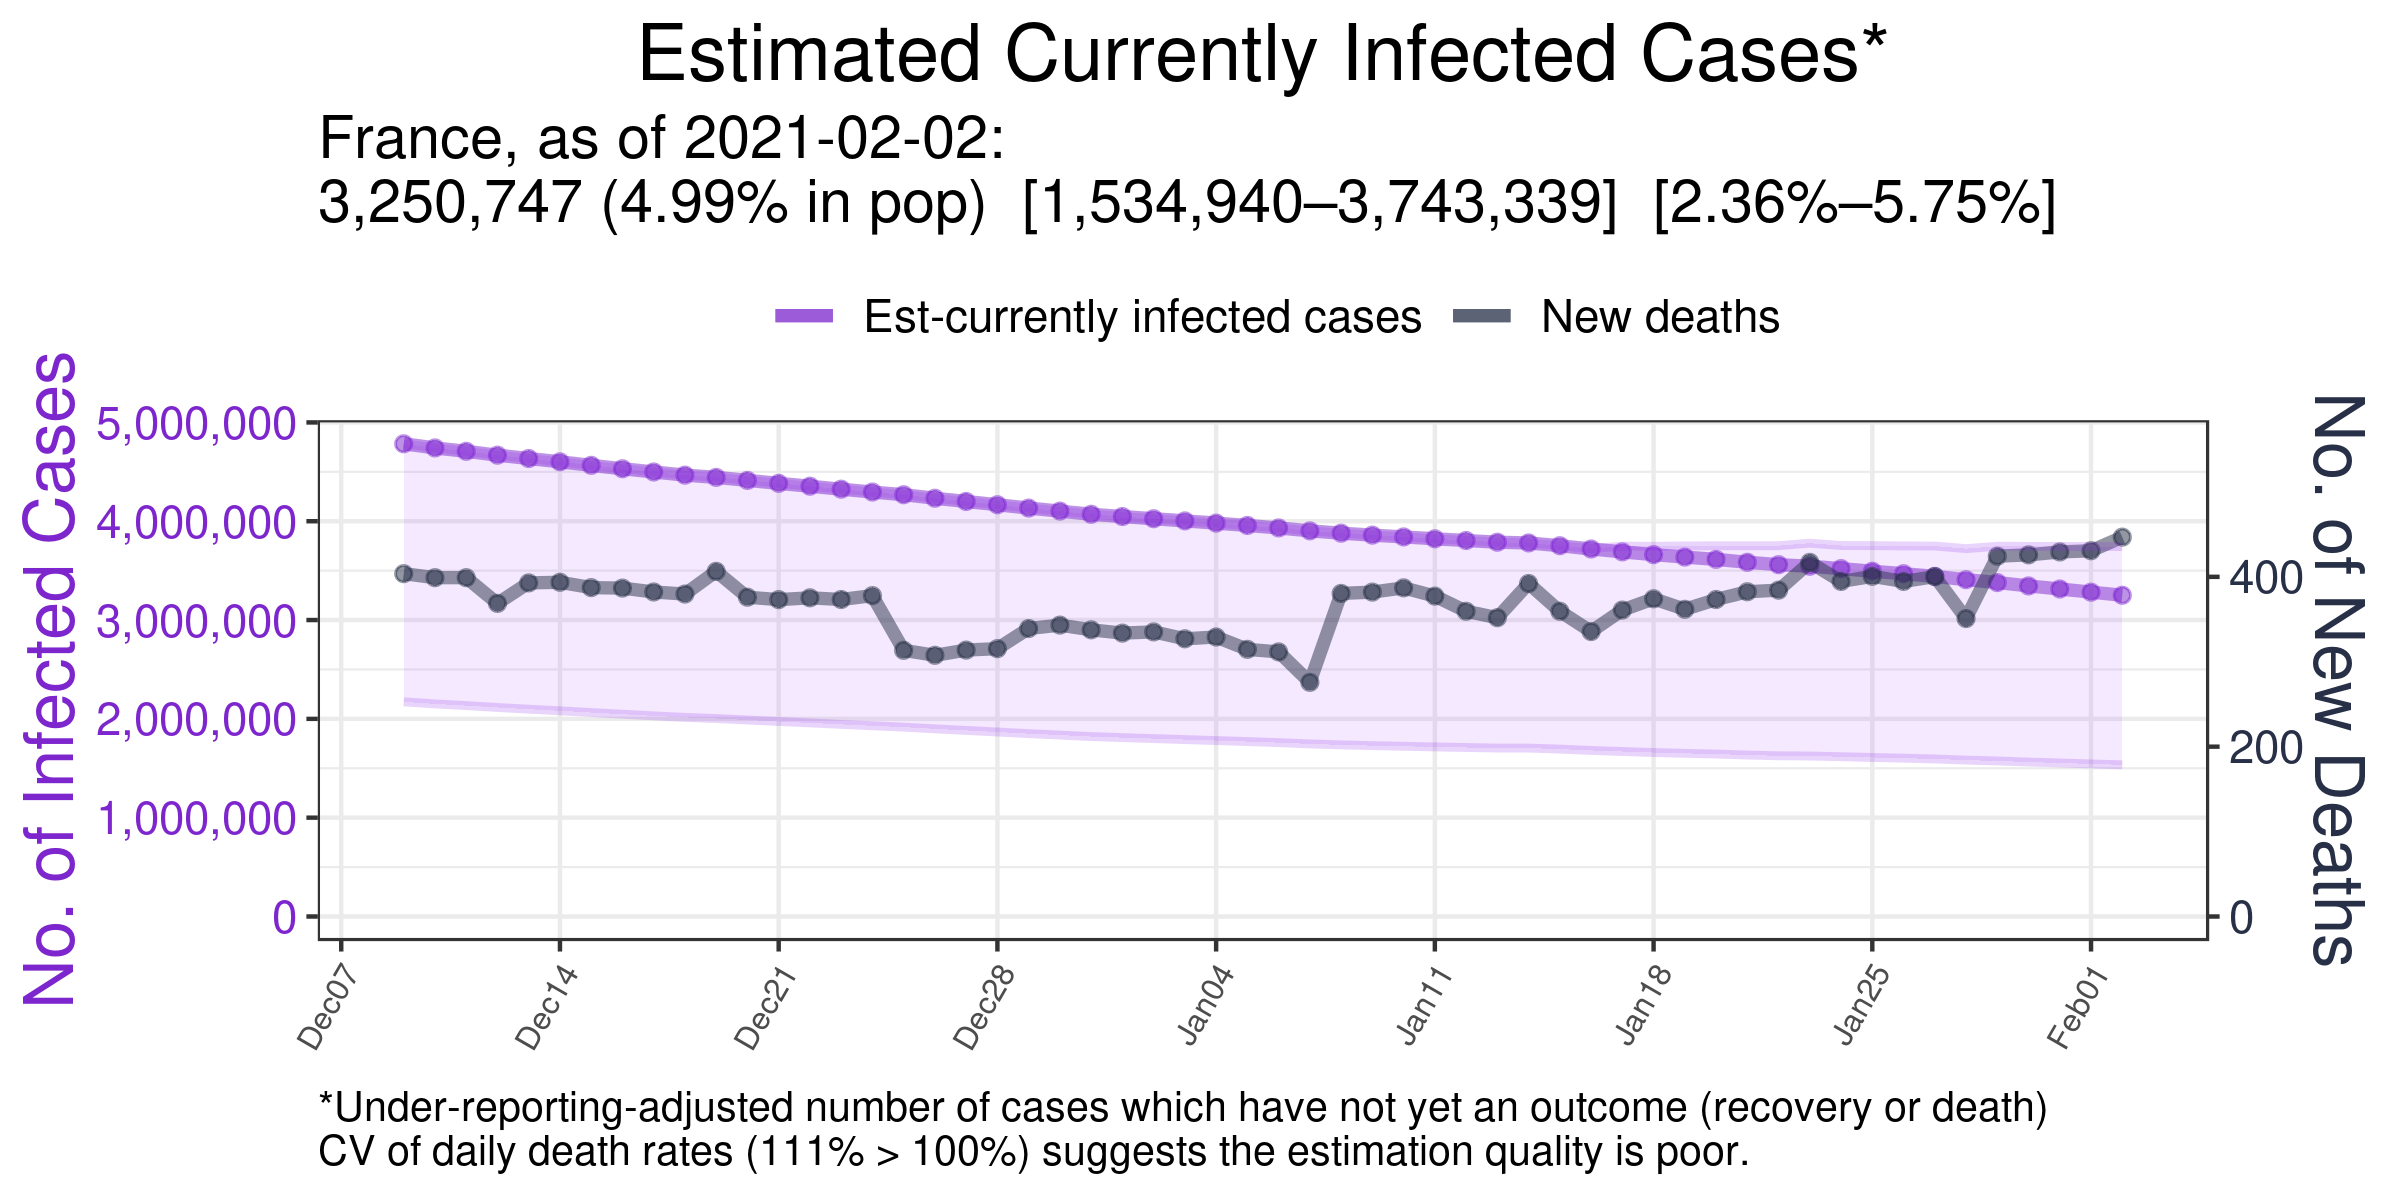 Estimated Currently Infected Cases*
France, as of 2021-02-02:
3,250,747 (4.99% in pop) [1,534,940–3,743,339] [2.36%–5.75%]
Est-currently infected cases
New deaths
No. of Infected Cases
5,000,000
4,000,000
3,000,000
2,000,000
1,000,000
0
400
200
0
No. of New Deaths
Dec07
Dec14
Dec21
Dec28
Jan04
Jan11
Jan18
Jan25
Feb01
*Under-reporting-adjusted number of cases which have not yet an outcome (recovery or death)
CV of daily death rates (111% > 100%) suggests the estimation quality is poor.